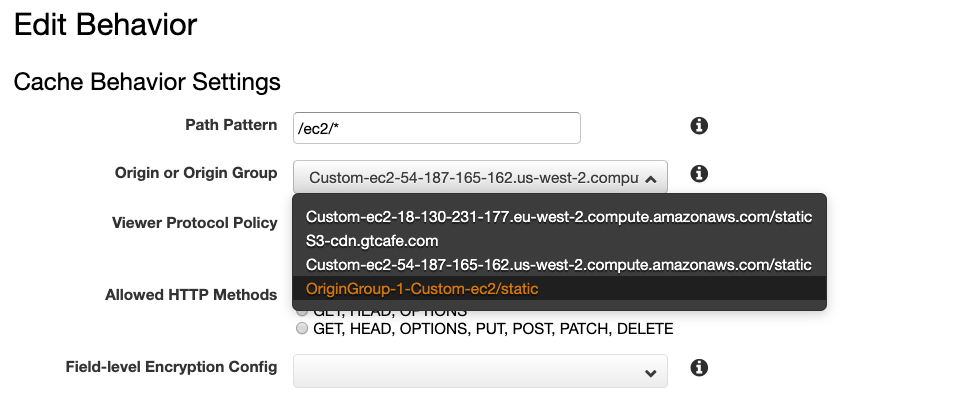 Edit Behavior
Cache Behavior Settings
Path Pattern /ec2/*
Origin or Origin Group Custom-ec2-54-187-165-162.us-west-2.compu
Custom-ec2-18-130-231-177.eu-west-2.compute.amazonaws.com/static
Viewer Protocol Policy
S3-cdn.gtcafe.com
Custom-ec2-54-187-165-162.us-west-2.compute.amazonaws.com/static
Allowed HTTP Methods
OriginGroup-1-Custom-ec2/static
GET, HEAD, OPTIONS
GET, HEAD, OPTIONS, PUT, POST, PATCH, DELETE
Field-level Encryption Config